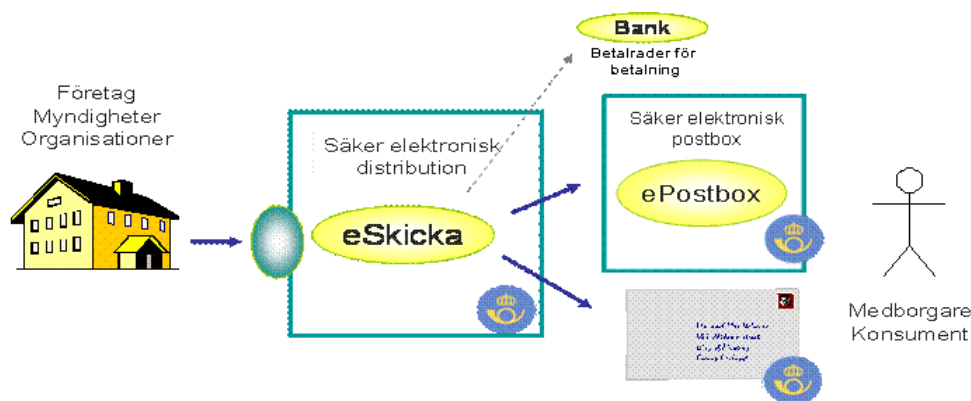 Bank
Betalrader för
betalning
Företag
Myndigheter
Organisationer
Säker elektronisk
distribution
eSkicka
Säker elektronisk
postbox
ePostbox
Medborgare
Konsument